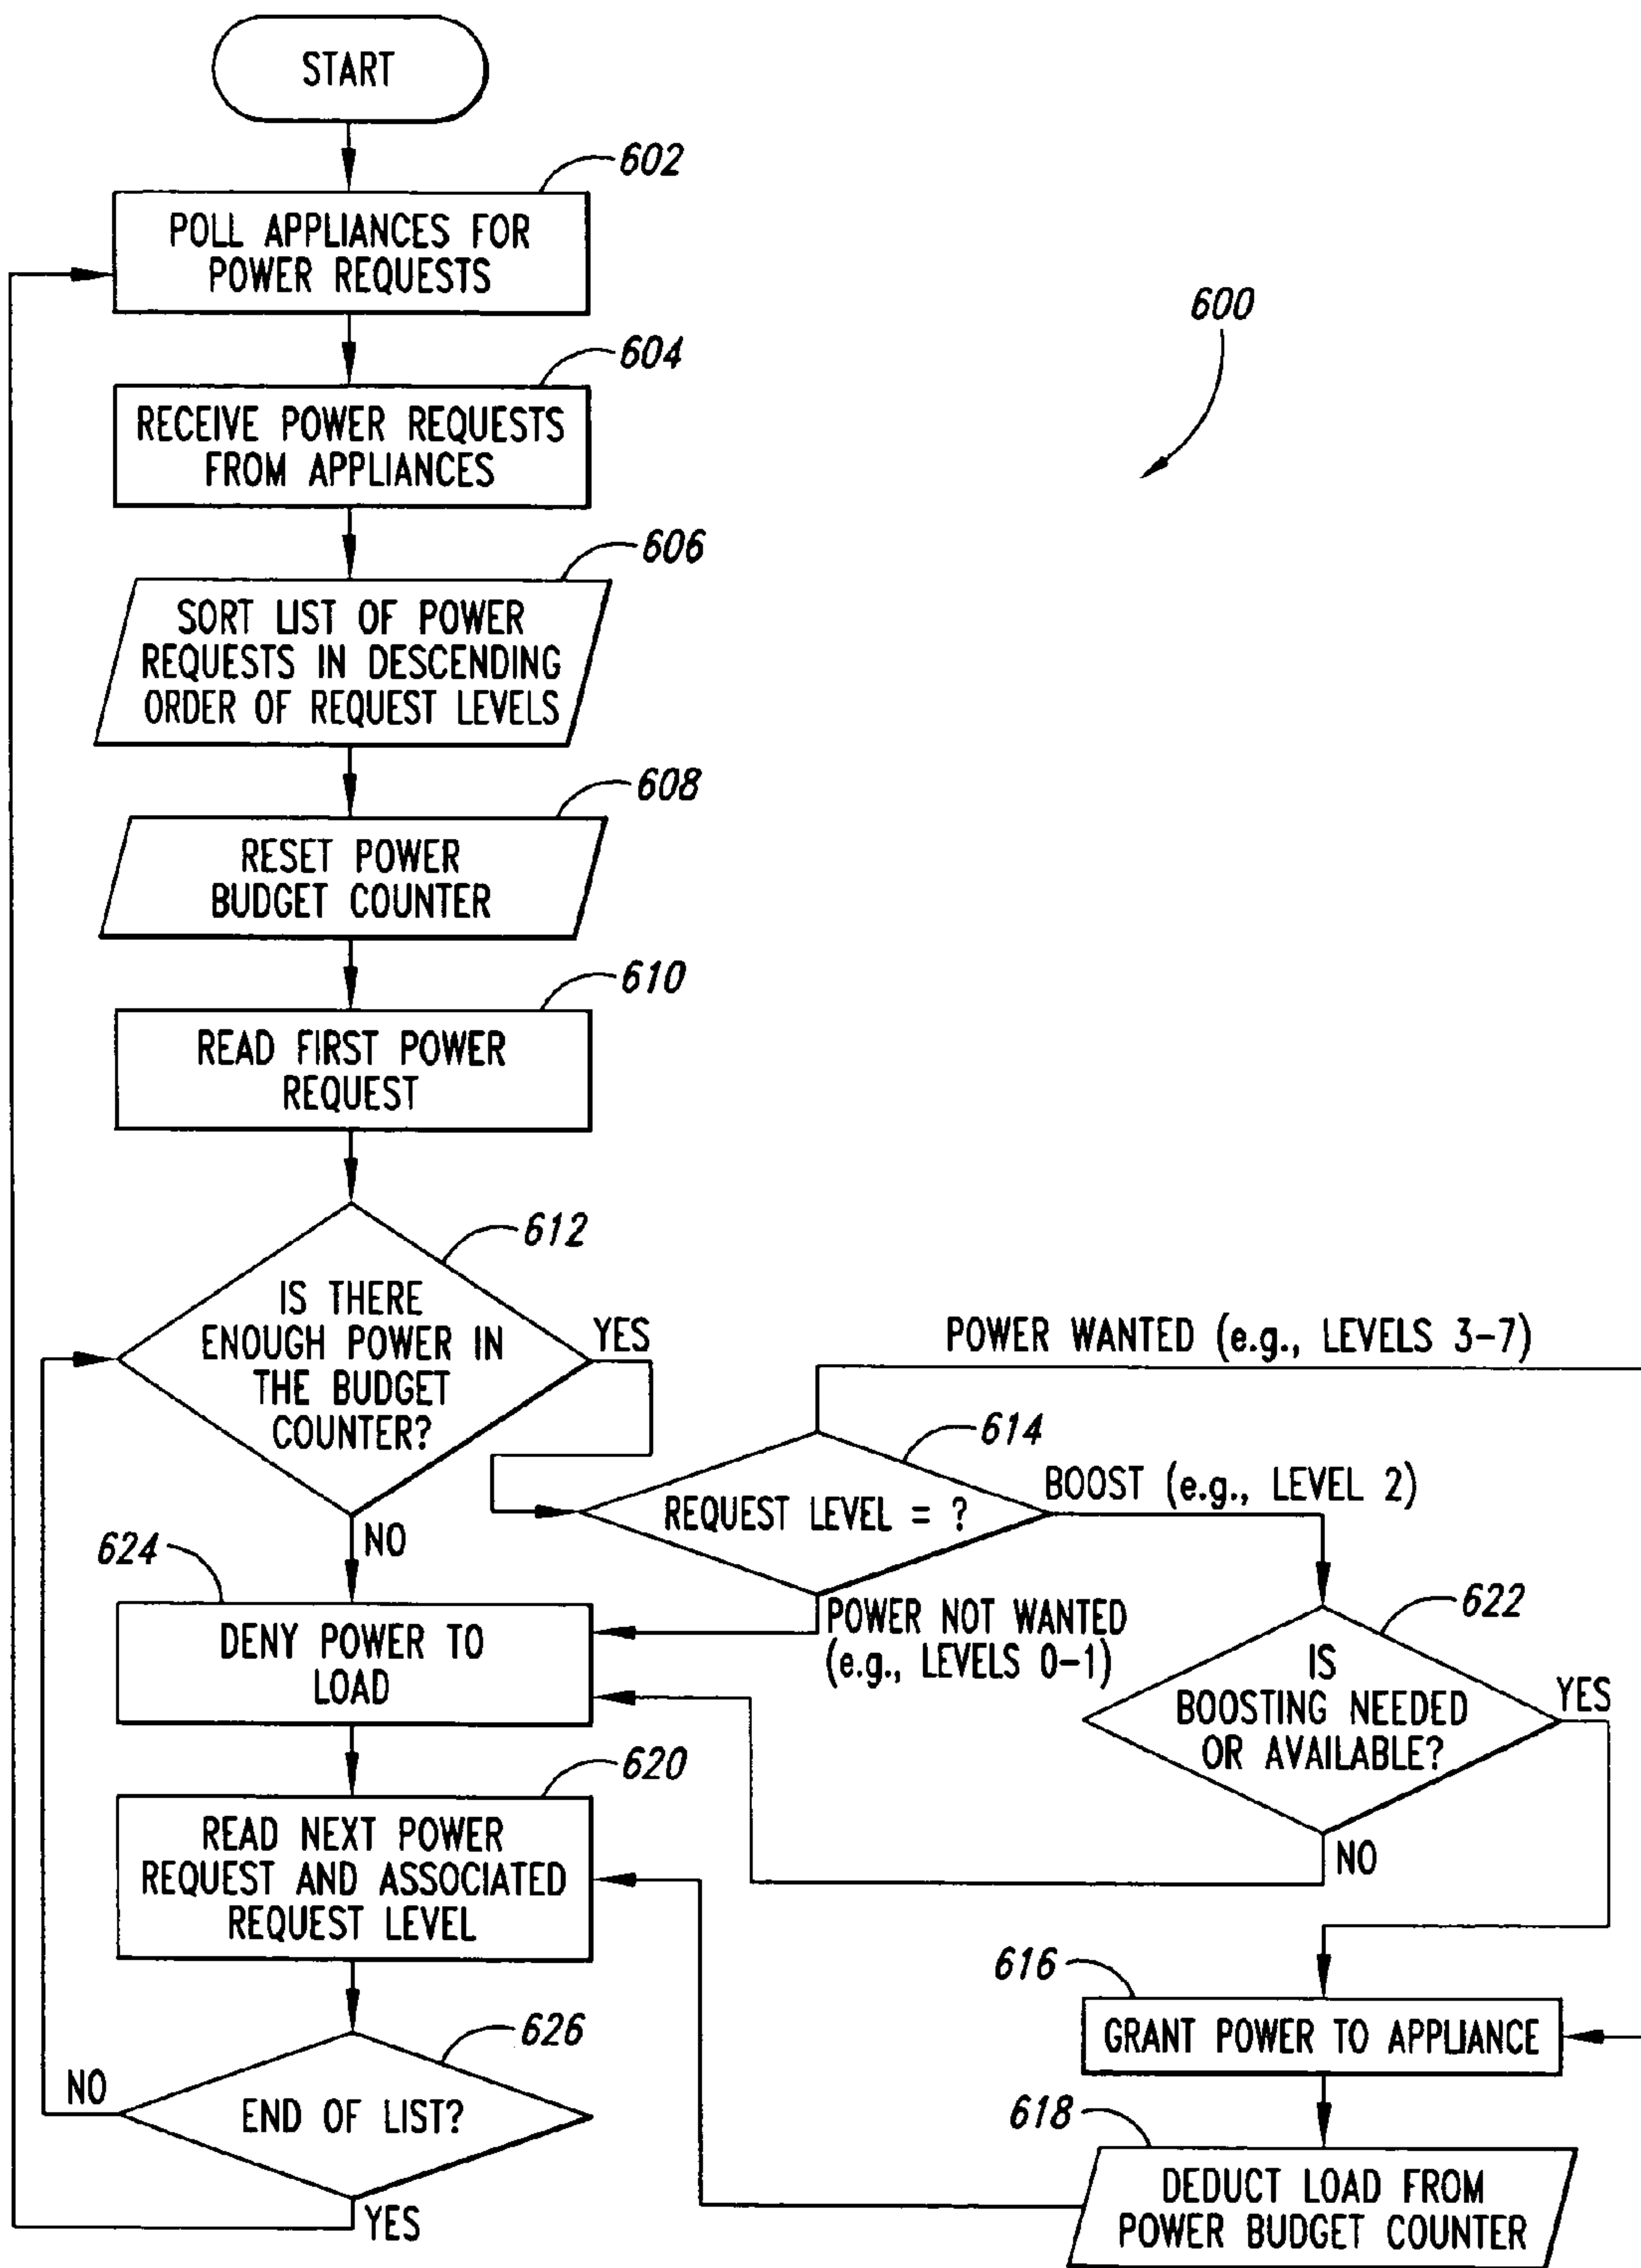 START
602
POLL APPLIANCES FOR
POWER REQUESTS
600
604
RECEIVE POWER REQUESTS
FROM APPLIANCES
606
SORT LIST OF POWER
REQUESTS IN DESCENDING
ORDER OF REQUEST LEVELS
608
RESET POWER
BUDGET COUNTER
610
READ FIRST POWER
REQUEST
612
IS THERE
ENOUGH POWER IN
THE BUDGET
COUNTER?
YES
NO
POWER WANTED (e.g., LEVELS 3-7)
614
REQUEST LEVEL = ?
BOOST (e.g., LEVEL 2)
POWER NOT WANTED
(e.g., LEVELS 0-1)
622
IS
BOOSTING NEEDED
OR AVAILABLE?
YES
NO
624
DENY POWER TO
LOAD
620
READ NEXT POWER
REQUEST AND ASSOCIATED
REQUEST LEVEL
616
GRANT POWER TO APPLIANCE
626
END OF LIST?
NO
YES
618
DEDUCT LOAD FROM
POWER BUDGET COUNTER